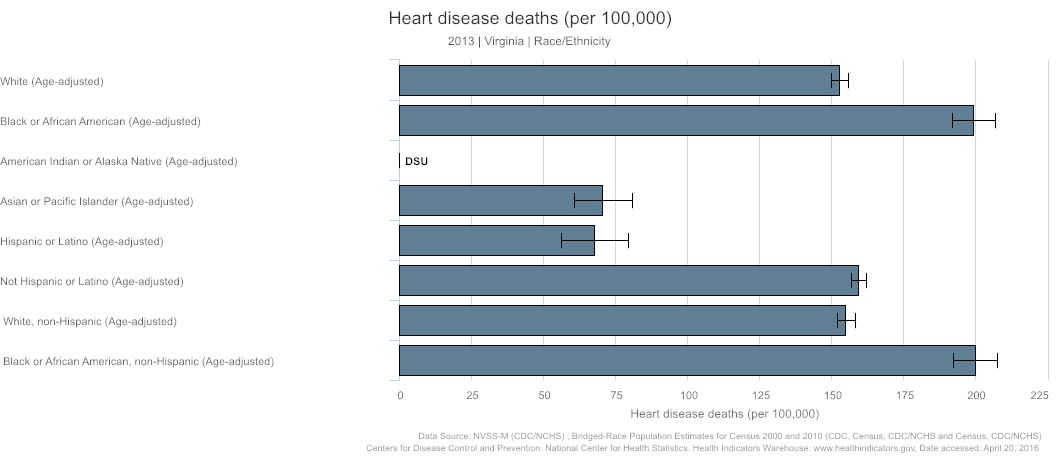 Heart disease deaths (per 100,000)
2013 | Virginia | Race/Ethnicity
White (Age-adjusted)
Black or African American (Age-adjusted)
American Indian or Alaska Native (Age-adjusted)
DSU
Asian or Pacific Islander (Age-adjusted)
Hispanic or Latino (Age-adjusted)
Not Hispanic or Latino (Age-adjusted)
White, non-Hispanic (Age-adjusted)
Black or African American, non-Hispanic (Age-adjusted)
0 25 50 75 100 125 150 175 200 225
Heart disease deaths (per 100,000)
Data Source: NVSS-M (CDC/NCHS) ; Bridged-Race Population Estimates for Census 2000 and 2010 (CDC, Census, CDC/NCHS and Census, CDC/NCHS)
Centers for Disease Control and Prevention. National Center for Health Statistics. Health Indicators Warehouse. www.healthindicators.gov, Date accessed: April 20, 2016